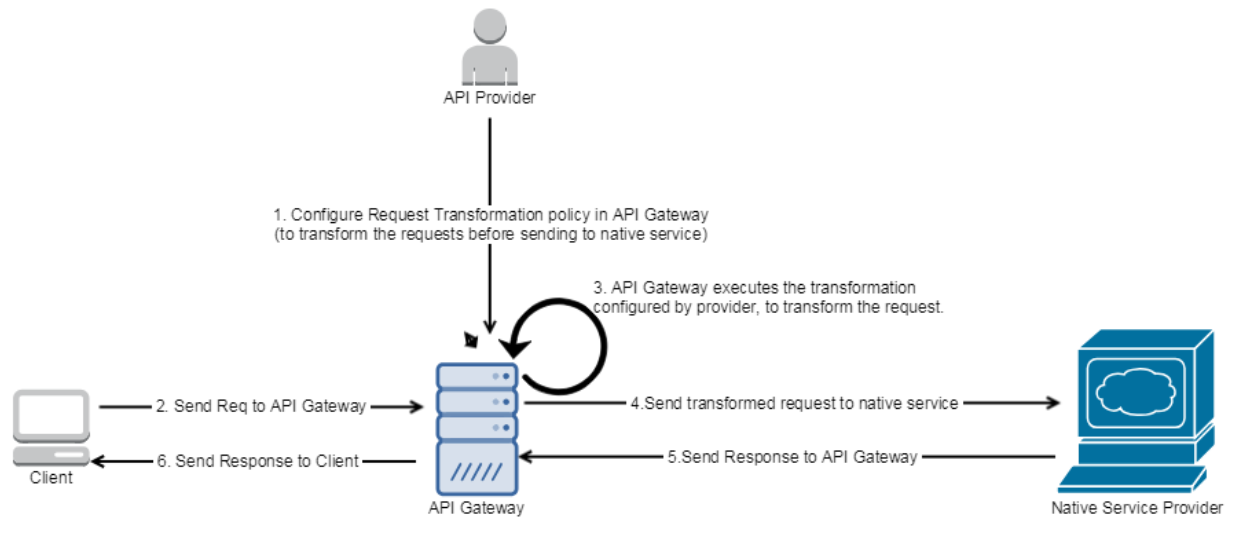 API Provider
1. Configure Request Transformation policy in API Gateway
(to transform the requests before sending to native service)
3. API Gateway executes the transformation
configured by provider, to transform the request.
2. Send Req to API Gateway
4.Send transformed request to native service
6. Send Response to Client
5.Send Response to API Gateway
Client
API Gateway
Native Service Provider